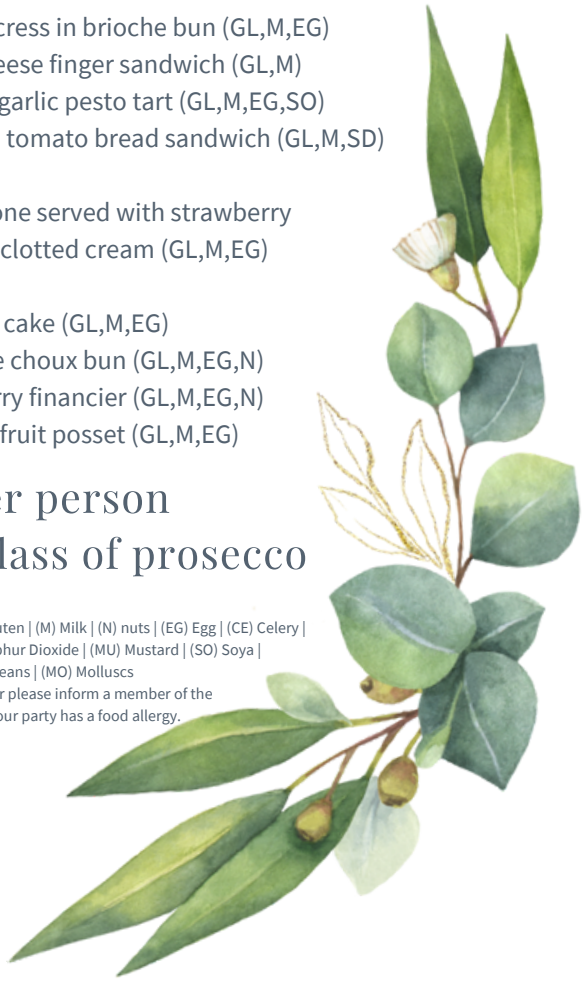 cress in brioche bun (GL,M,EG)
eese finger sandwich (GL,M)
garlic pesto tart (GL,M,EG,SO)
tomato bread sandwich (GL,M,SD)
one served with strawberry
clotted cream (GL,M,EG)
cake (GL,M,EG)
e choux bun (GL,M,EG,N)
rry financier (GL,M,EG,N)
fruit posset (GL,M,EG)
er person
lass of prosecco
uten | (M) Milk | (N) nuts | (EG) Egg | (CE) Celery |
phur Dioxide | (MU) Mustard | (SO) Soya |
eans | (MO) Molluscs
r please inform a member of the
our party has a food allergy.